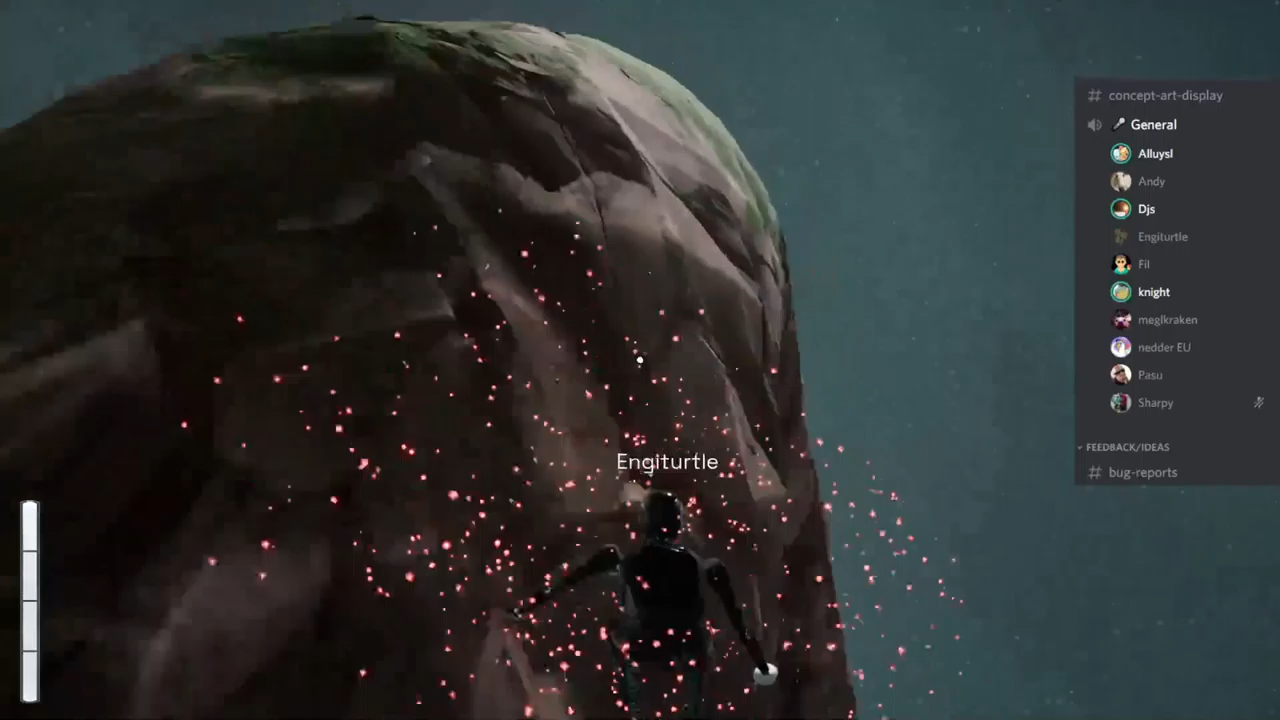 # concept-art-display
General
Alluysl
Andy
Djs
Engiturtle
Fil
knight
meglkraken
nedder EU
Pasu
Sharpy
FEEDBACK/IDEAS
# bug-reports
Engiturtle